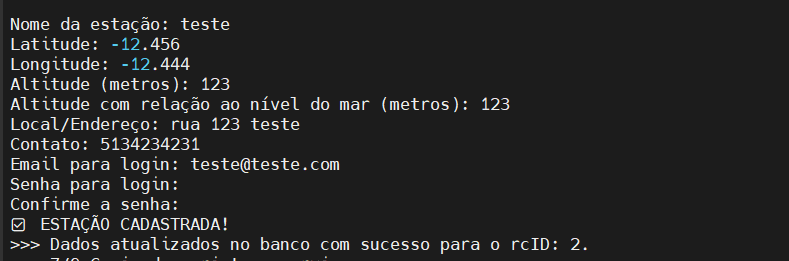 Nome da estação: teste
Latitude: -12.456
Longitude: -12.444
Altitude (metros): 123
Altitude com relação ao nível do mar (metros): 123
Local/Endereço: rua 123 teste
Contato: 5134234231
Email para login: teste@teste.com
Senha para login:
Confirme a senha:
☑ ESTAÇÃO CADASTRADA!
>>> Dados atualizados no banco com sucesso para o rcID: 2.